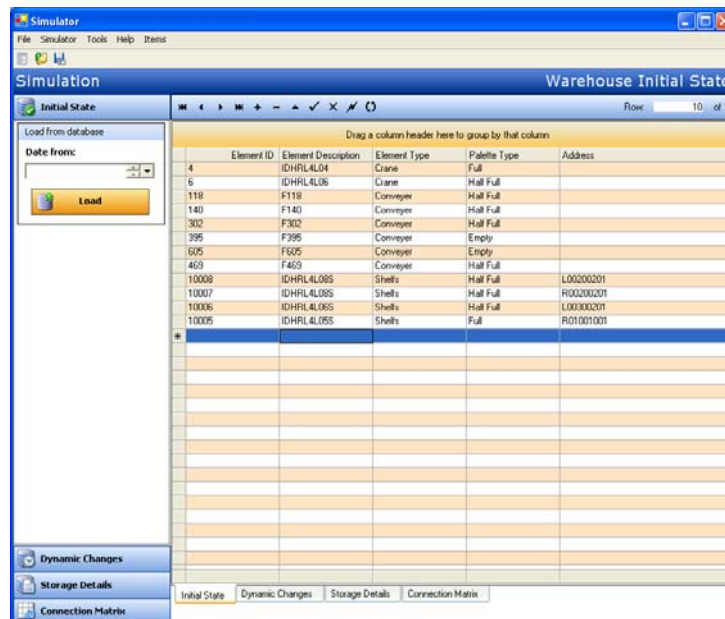 Simulator
File Simulator Tools Help Items
Simulation Warehouse Initial State
Initial State
Row: 10 of
Load from database
Date from:
Load
Drag a column header here to group by that column
Element ID Element Description Element Type Palette Type Address
4 IDHRL4L04 Crane Full
6 IDHRL4L06 Crane Half Full
118 F118 Conveyer Half Full
140 F140 Conveyer Half Full
302 F302 Conveyer Half Full
395 F395 Conveyer Empty
605 F605 Conveyer Empty
469 F469 Conveyer Half Full
10008 IDHRL4L08S Shelfs Half Full L00200201
10007 IDHRL4L08S Shelfs Half Full R00200201
10006 IDHRL4L06S Shelfs Half Full L00300201
10005 IDHRL4L05S Shelfs Full R01001001
Dynamic Changes
Storage Details
Connection Matrix
Initial State Dynamic Changes Storage Details Connection Matrix